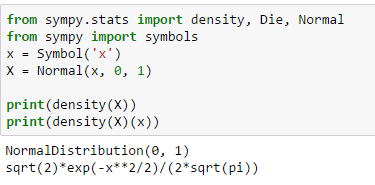 from sympy.stats import density, Die, Normal
from sympy import symbols
x = Symbol('x')
X = Normal(x, 0, 1)
print(density(X))
print(density(X)(x))
NormalDistribution(0, 1)
sqrt(2)*exp(-x**2/2)/(2*sqrt(pi))